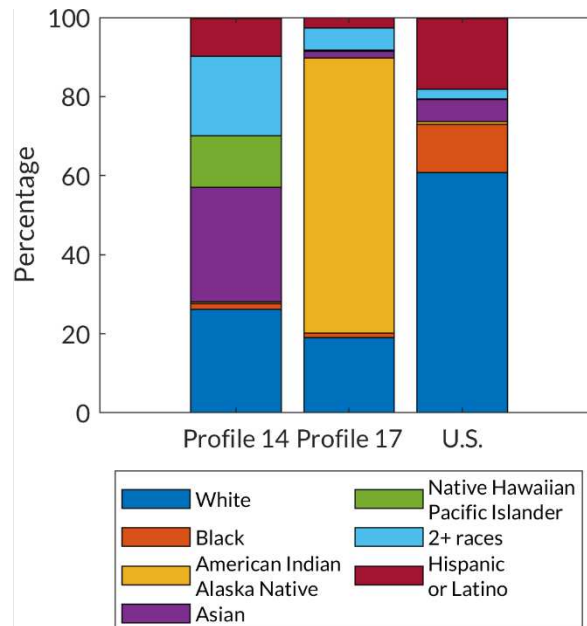 100
80
60
40
20
0
Percentage
Profile 14 Profile 17 U.S.
White
Black
American Indian
Alaska Native
Asian
Native Hawaiian
Pacific Islander
2+ races
Hispanic
or Latino